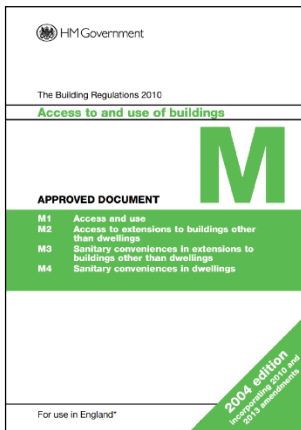 HM Government
The Building Regulations 2010
Access to and use of buildings
M
APPROVED DOCUMENT
M1 Access and use
M2 Access to extensions to buildings other
than dwellings
M3 Sanitary conveniences in extensions to
buildings other than dwellings
M4 Sanitary conveniences in dwellings
2004 edition
incorporating 2010 and
2013 amendments
For use in England*